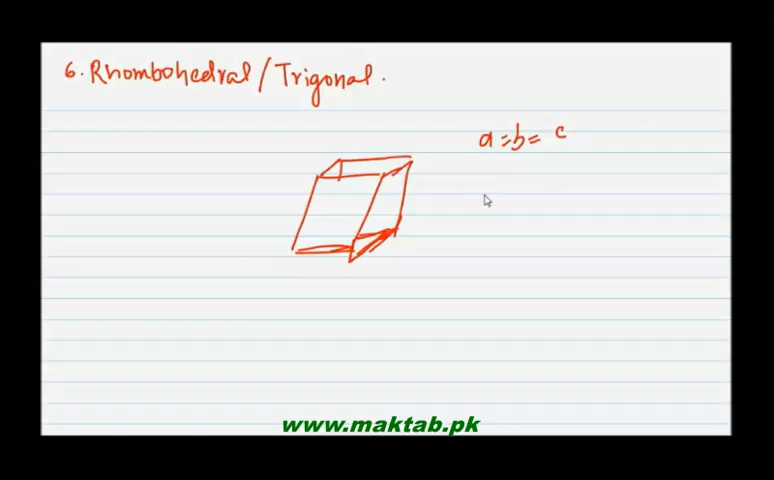 6. Rhombohedral / Trigonal.
a = b = c
www.maktab.pk